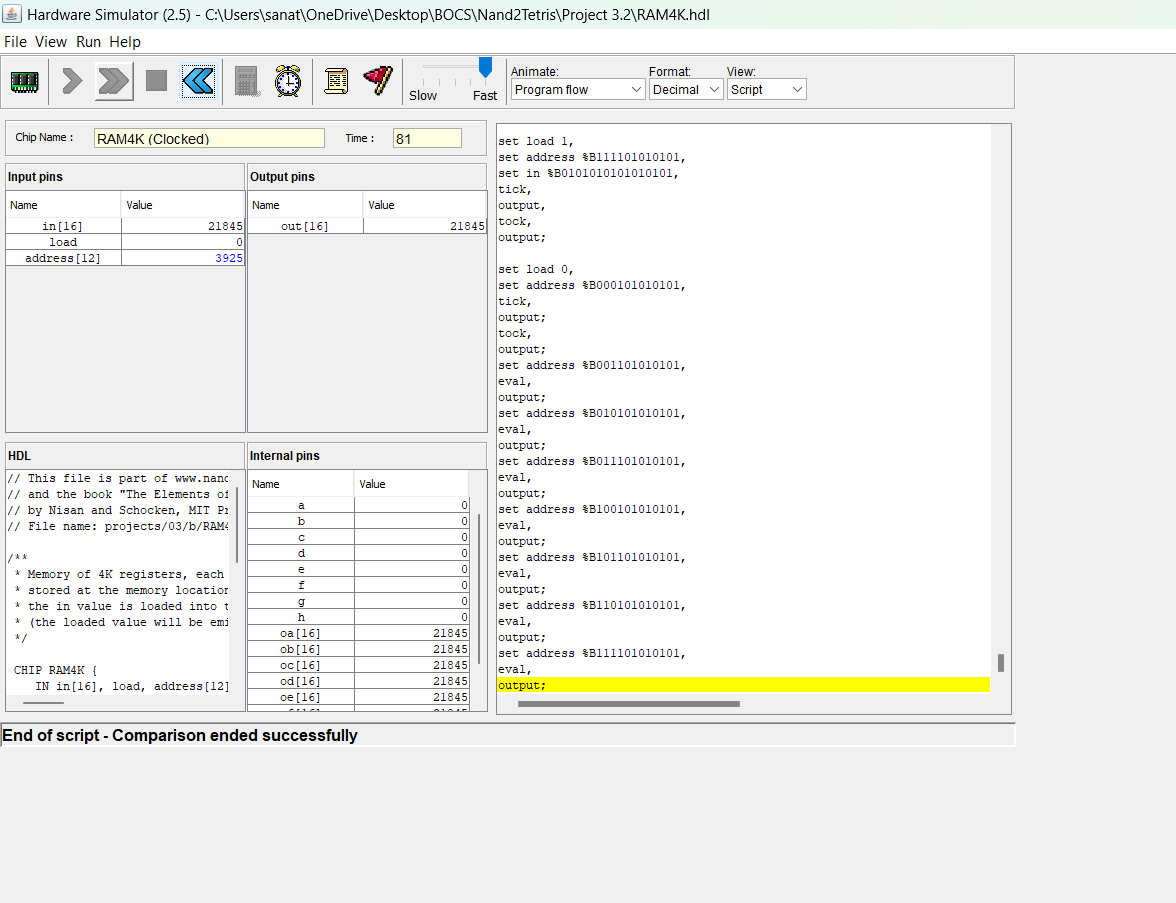 Hardware Simulator (2.5) - C:\Users\sanat\OneDrive\Desktop\BOCS\Nand2Tetris\Project 3.2\RAM4K.hdl
File View Run Help
Slow Fast
Animate: Format: View:
Program flow Decimal Script
Chip Name : RAM4K (Clocked) Time : 81
Input pins
Name Value
in[16] 21845
load 0
address[12] 3925
Output pins
Name Value
out[16] 21845
HDL
// This file is part of www.nand
// and the book "The Elements of
// by Nisan and Schocken, MIT Pr
// File name: projects/03/b/RAM4
/**
* Memory of 4K registers, each
* stored at the memory location
* the in value is loaded into t
* (the loaded value will be emi
*/
CHIP RAM4K {
IN in[16], load, address[12]
Internal pins
Name Value
a 0
b 0
c 0
d 0
e 0
f 0
g 0
h 0
oa[16] 21845
ob[16] 21845
oc[16] 21845
od[16] 21845
oe[16] 21845
set load 1,
set address %B111101010101,
set in %B0101010101010101,
tick,
output,
tock,
output;
set load 0,
set address %B000101010101,
tick,
output;
tock,
output;
set address %B001101010101,
eval,
output;
set address %B010101010101,
eval,
output;
set address %B011101010101,
eval,
output;
set address %B100101010101,
eval,
output;
set address %B101101010101,
eval,
output;
set address %B110101010101,
eval,
output;
set address %B111101010101,
eval,
output;
End of script - Comparison ended successfully